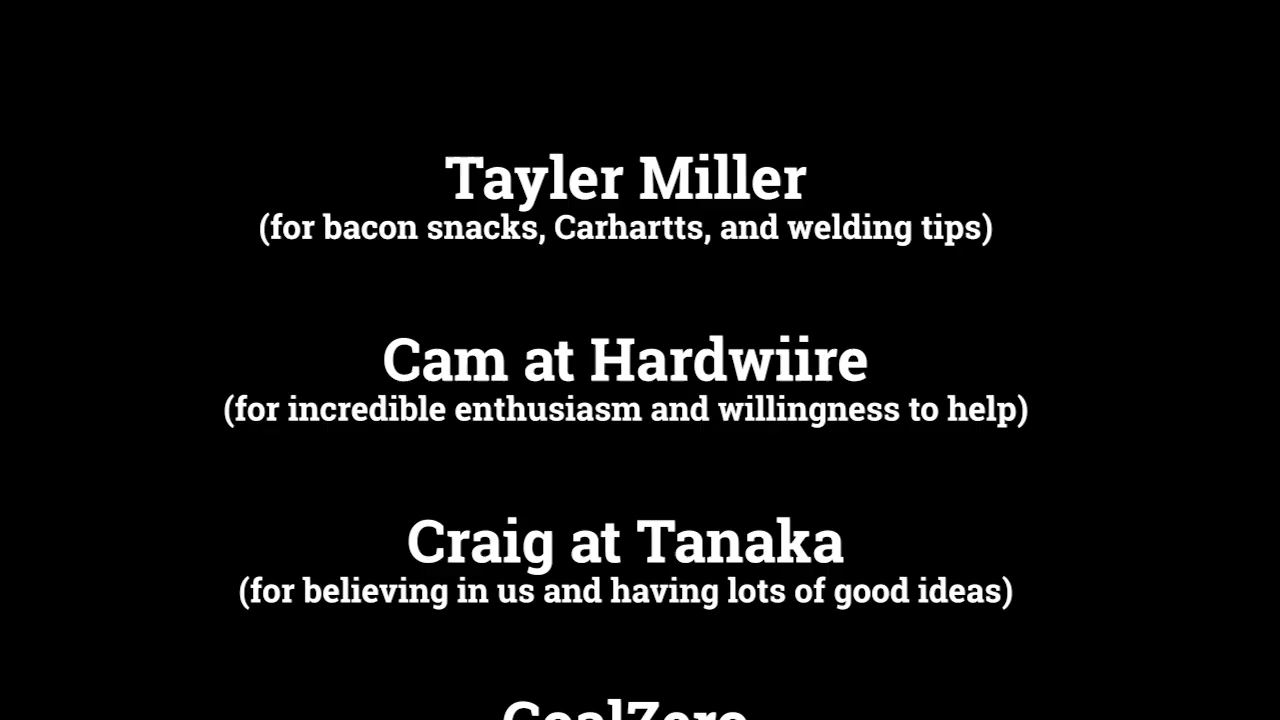 Tayler Miller
(for bacon snacks, Carhartts, and welding tips)
Cam at Hardwiire
(for incredible enthusiasm and willingness to help)
Craig at Tanaka
(for believing in us and having lots of good ideas)
GoalZero